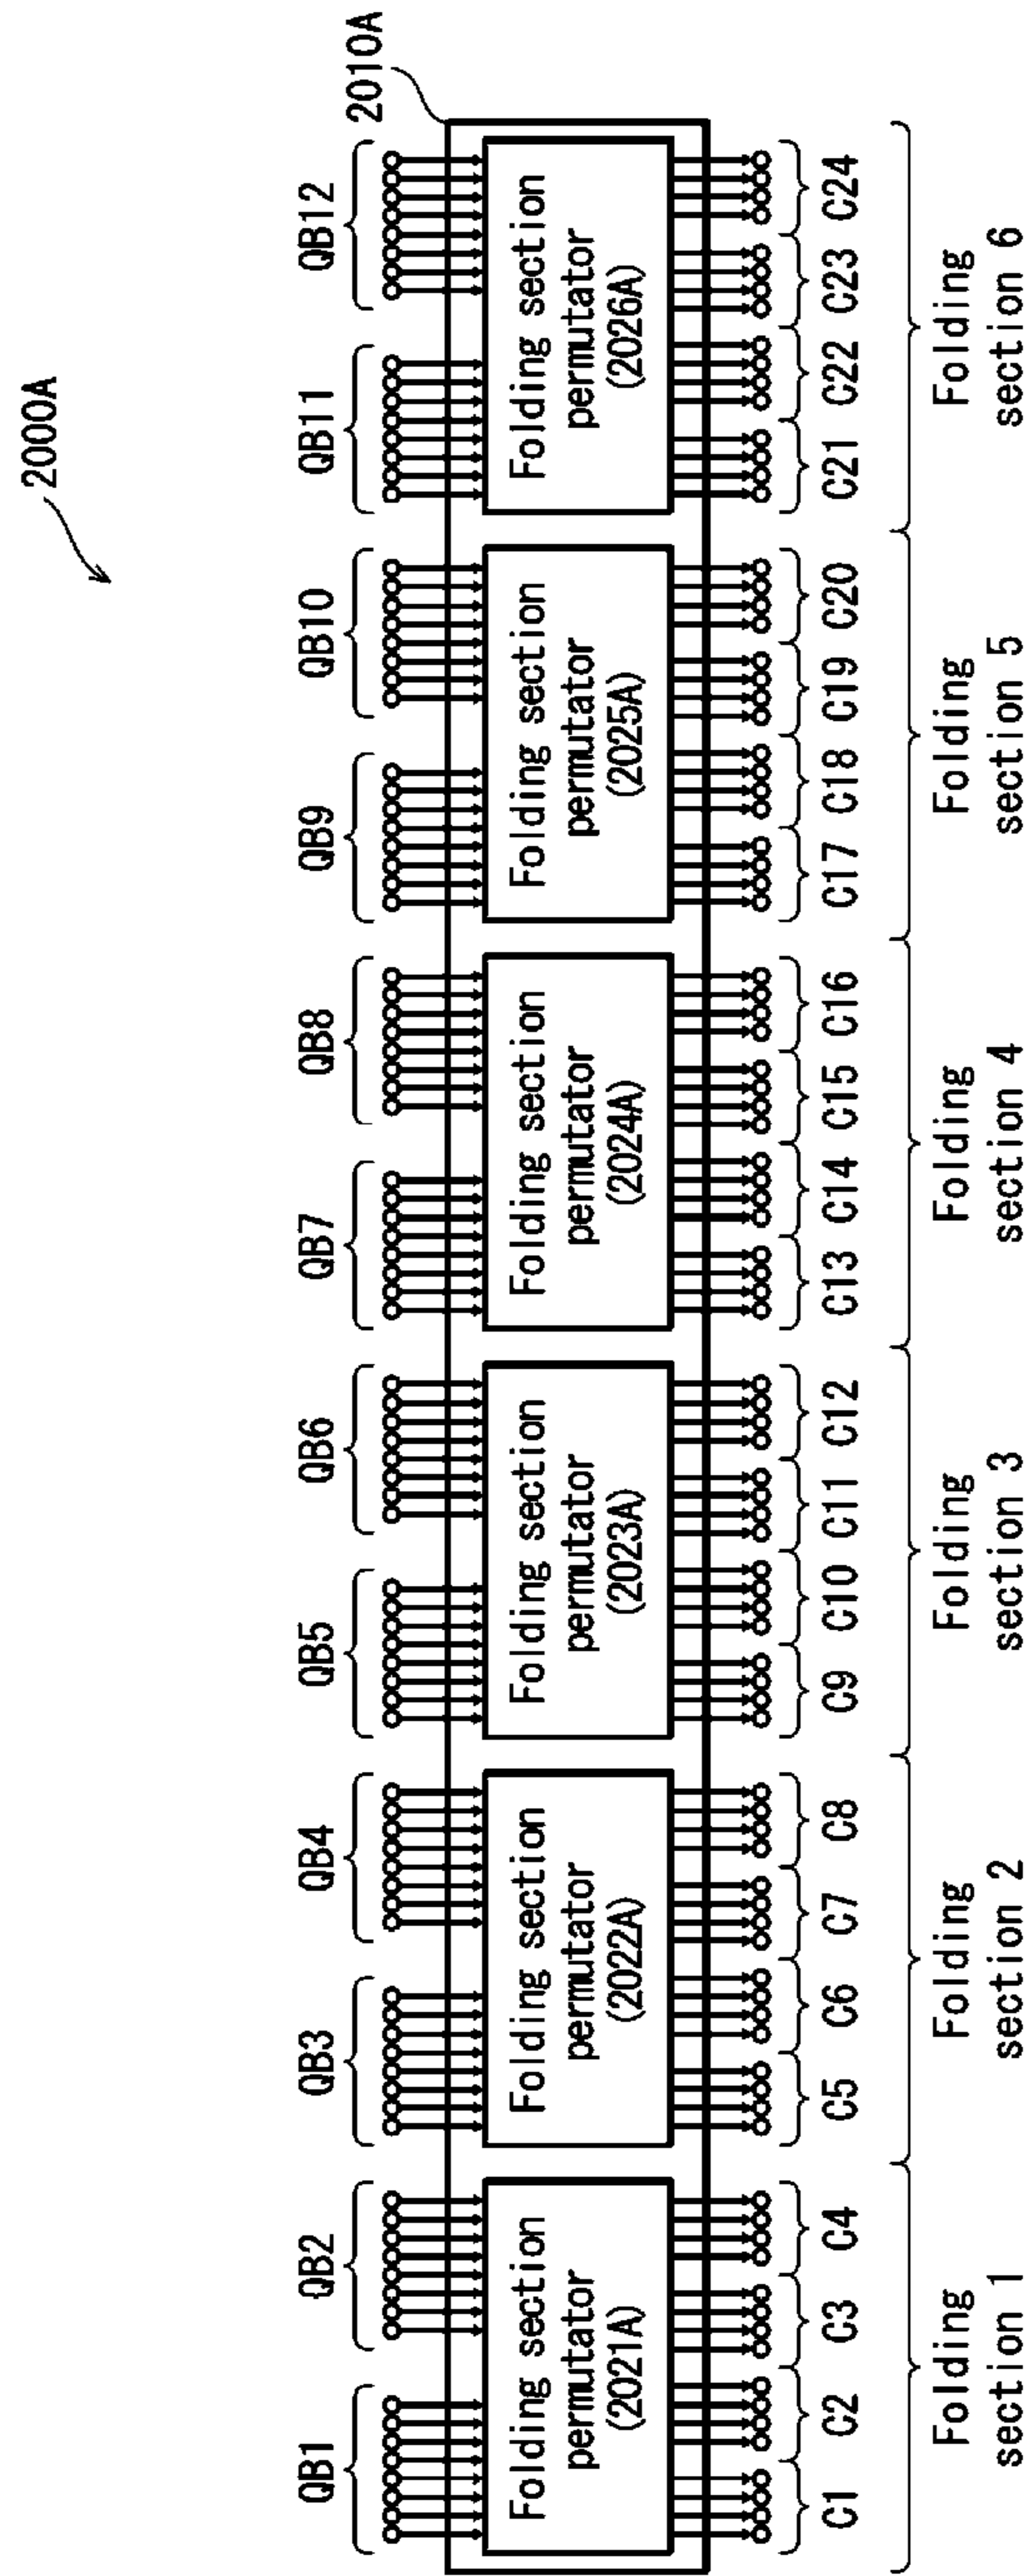 2000A
2010A
QB1 QB2 QB3 QB4 QB5 QB6 QB7 QB8 QB9 QB10 QB11 QB12
Folding section
permutator
(2021A)
Folding section
permutator
(2022A)
Folding section
permutator
(2023A)
Folding section
permutator
(2024A)
Folding section
permutator
(2025A)
Folding section
permutator
(2026A)
C1 C2 C3 C4 C5 C6 C7 C8 C9 C10 C11 C12 C13 C14 C15 C16 C17 C18 C19 C20 C21 C22 C23 C24
Folding
section 1
Folding
section 2
Folding
section 3
Folding
section 4
Folding
section 5
Folding
section 6